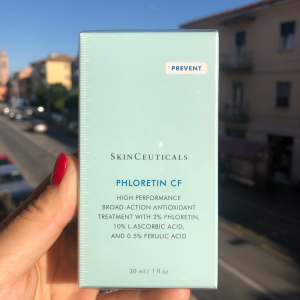 PREVENT
SKINCEUTICALS
PHLORETIN CF
HIGH PERFORMANCE
BROAD-ACTION ANTIOXIDANT
TREATMENT WITH 2% PHLORETIN,
10% L-ASCORBIC ACID,
AND 0.5% FERULIC ACID
30 ml / 1 fl oz